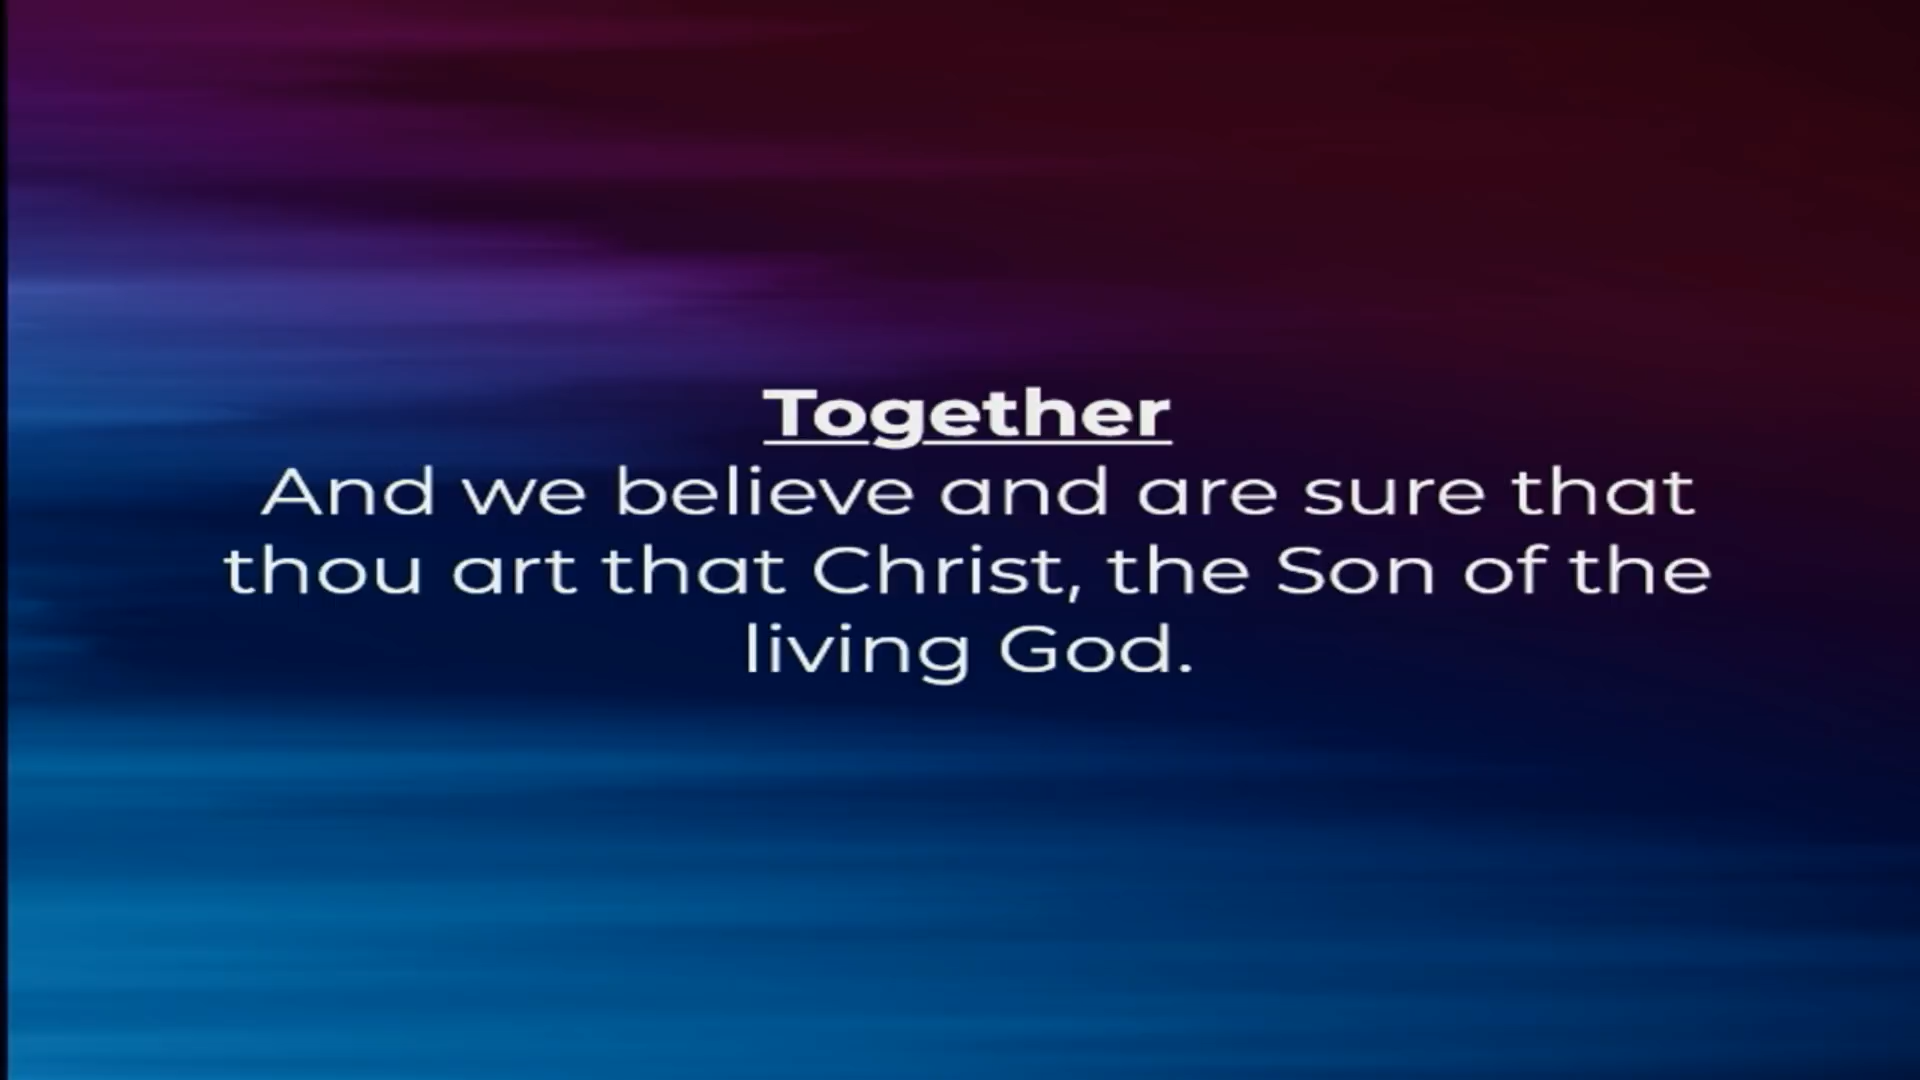 Together
And we believe and are sure that
thou art that Christ, the Son of the
living God.